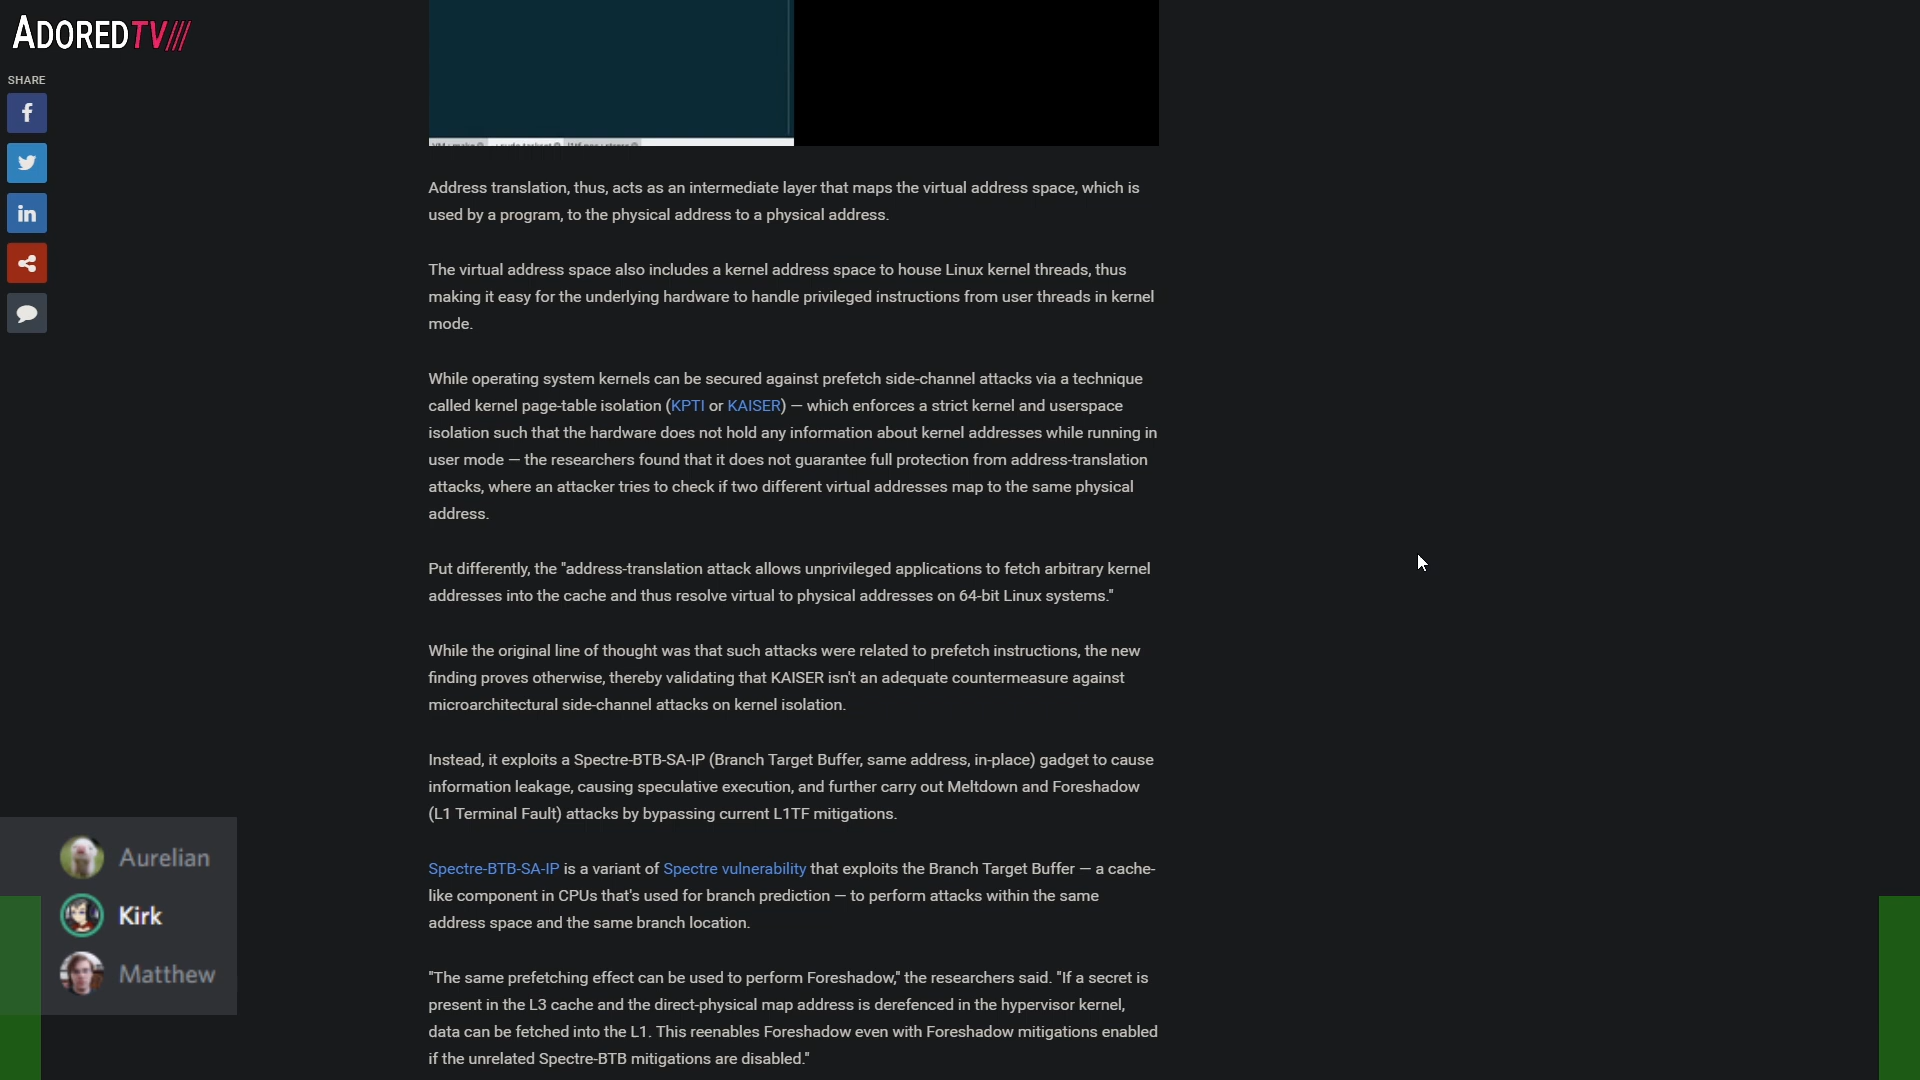 ADOREDTV///
SHARE
Address translation, thus, acts as an intermediate layer that maps the virtual address space, which is
used by a program, to the physical address to a physical address.
The virtual address space also includes a kernel address space to house Linux kernel threads, thus
making it easy for the underlying hardware to handle privileged instructions from user threads in kernel
mode.
While operating system kernels can be secured against prefetch side-channel attacks via a technique
called kernel page-table isolation (KPTI or KAISER) — which enforces a strict kernel and userspace
isolation such that the hardware does not hold any information about kernel addresses while running in
user mode — the researchers found that it does not guarantee full protection from address-translation
attacks, where an attacker tries to check if two different virtual addresses map to the same physical
address.
Put differently, the "address-translation attack allows unprivileged applications to fetch arbitrary kernel
addresses into the cache and thus resolve virtual to physical addresses on 64-bit Linux systems."
While the original line of thought was that such attacks were related to prefetch instructions, the new
finding proves otherwise, thereby validating that KAISER isn't an adequate countermeasure against
microarchitectural side-channel attacks on kernel isolation.
Instead, it exploits a Spectre-BTB-SA-IP (Branch Target Buffer, same address, in-place) gadget to cause
information leakage, causing speculative execution, and further carry out Meltdown and Foreshadow
(L1 Terminal Fault) attacks by bypassing current L1TF mitigations.
Spectre-BTB-SA-IP is a variant of Spectre vulnerability that exploits the Branch Target Buffer — a cache-
like component in CPUs that's used for branch prediction — to perform attacks within the same
address space and the same branch location.
"The same prefetching effect can be used to perform Foreshadow," the researchers said. "If a secret is
present in the L3 cache and the direct-physical map address is derefenced in the hypervisor kernel,
data can be fetched into the L1. This reenables Foreshadow even with Foreshadow mitigations enabled
if the unrelated Spectre-BTB mitigations are disabled."
Aurelian
Kirk
Matthew